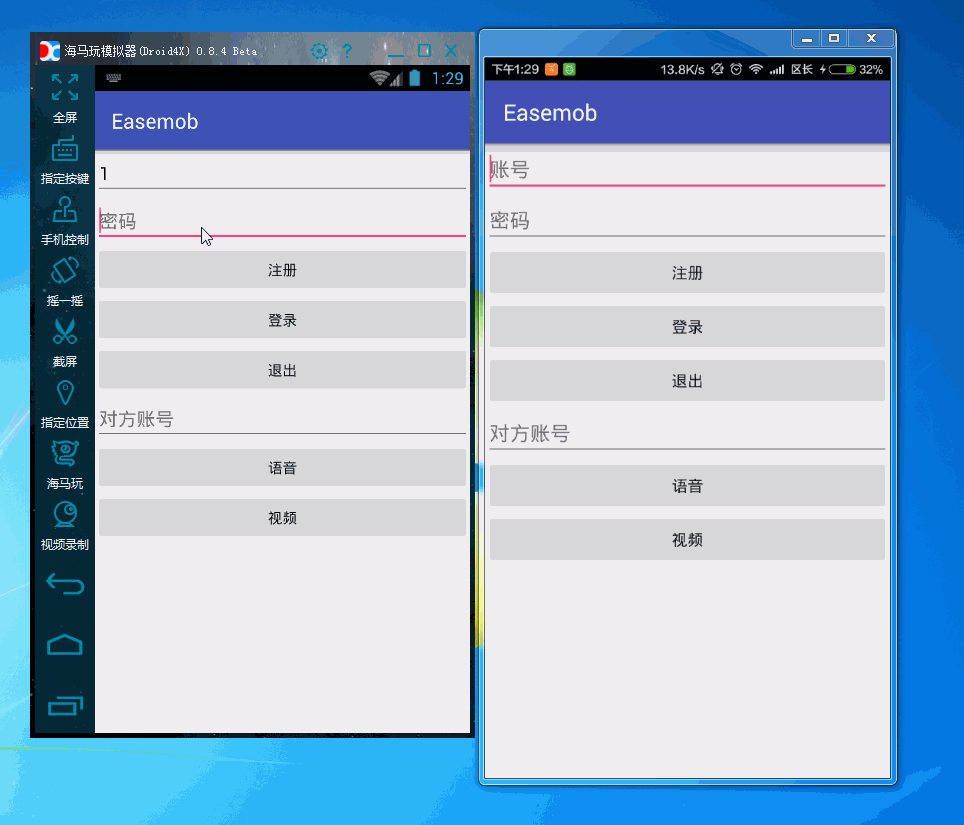 海马玩模拟器(Droid4X) 0.8.4 Beta
?
1:29
全屏
指定按键
手机控制
摇一摇
截屏
指定位置
海马玩
视频录制
Easemob
1
密码
注册
登录
退出
对方账号
语音
视频
下午1:29
13.8K/s
区长
32%
Easemob
账号
密码
注册
登录
退出
对方账号
语音
视频